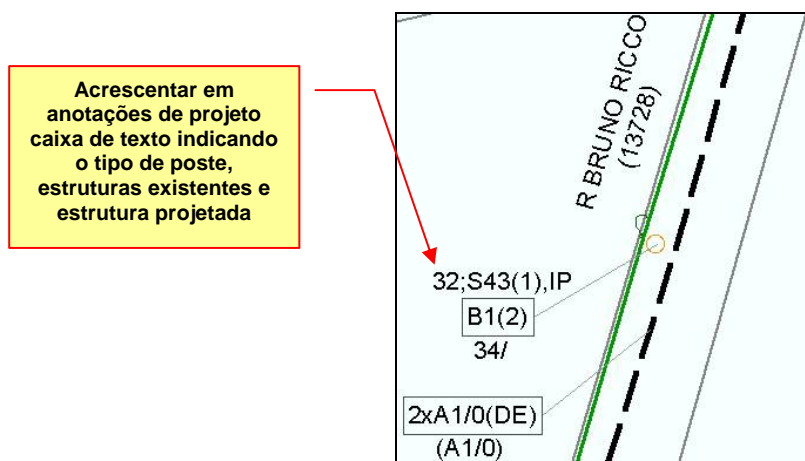 Acrescentar em
anotações de projeto
caixa de texto indicando
o tipo de poste,
estruturas existentes e
estrutura projetada
R BRUNO RICCO
(13728)
32;S43(1),IP
B1(2)
34/
2xA1/0(DE)
(A1/0)